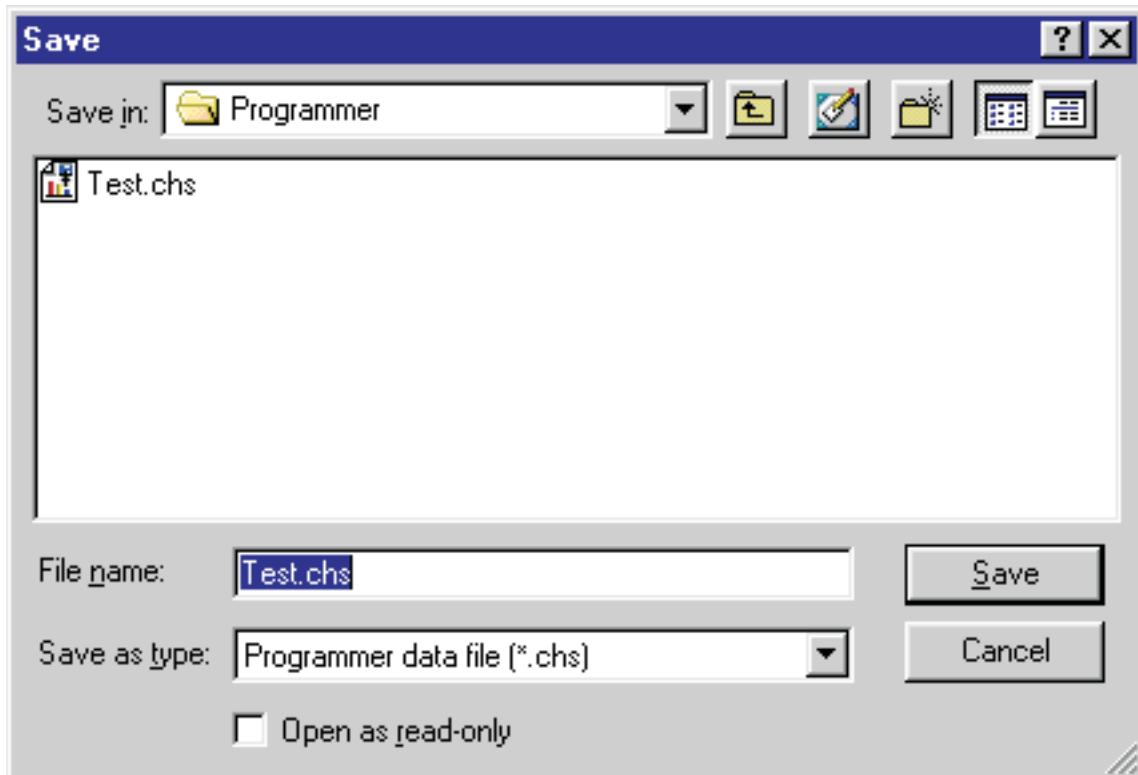 Save
Save in: Programmer
Test.chs
File name: Test.chs
Save
Save as type: Programmer data file (*.chs)
Cancel
Open as read-only